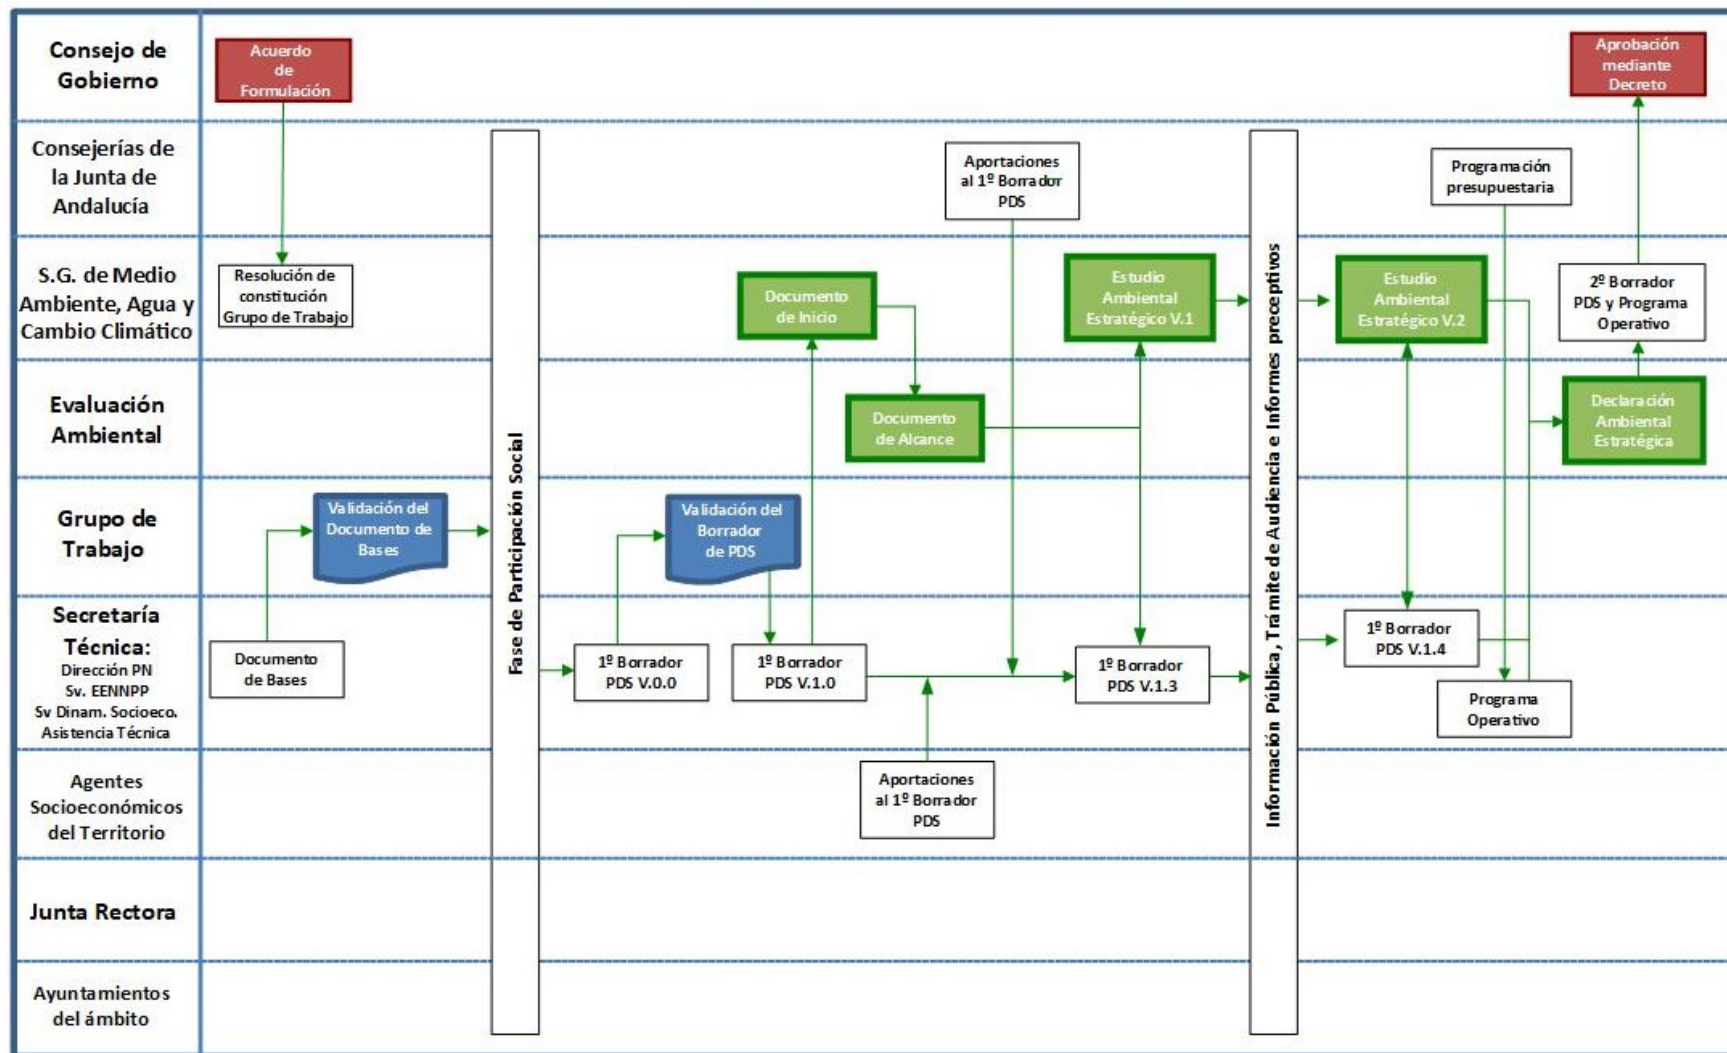 Consejo de
Gobierno
Acuerdo
de
Formulación
Aprobación
mediante
Decreto
Consejerías de
la Junta de
Andalucía
Aportaciones
al 1º Borrador
PDS
Programación
presupuestaria
S.G. de Medio
Ambiente, Agua y
Cambio Climático
Resolución de
constitución
Grupo de Trabajo
Documento
de Inicio
Estudio
Ambiental
Estratégico V.1
Estudio
Ambiental
Estratégico V.2
2º Borrador
PDS y Programa
Operativo
Evaluación
Ambiental
Documento
de Alcance
Declaración
Ambiental
Estratégica
Grupo de
Trabajo
Validación del
Documento de
Bases
Fase de Participación Social
Validación del
Borrador
de PDS
Información Pública, Trámite de Audiencia e Informes preceptivos
Secretaría
Técnica:
Dirección PN
Sv. EENNPP
Sv Dinam. Socioeco.
Asistencia Técnica
Documento
de Bases
1º Borrador
PDS V.0.0
1º Borrador
PDS V.1.0
1º Borrador
PDS V.1.3
1º Borrador
PDS V.1.4
Programa
Operativo
Agentes
Socioeconómicos
del Territorio
Aportaciones
al 1º Borrador
PDS
Junta Rectora
Ayuntamientos
del ámbito